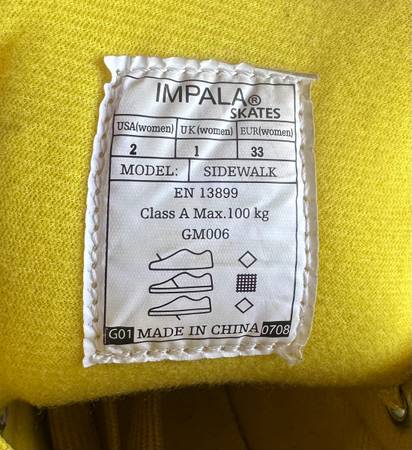 IMPALA®
SKATES
USA(women) UK(women) EUR(women)
2 1 33
MODEL: SIDEWALK
EN 13899
Class A Max.100 kg
GM006
G01 MADE IN CHINA 0708